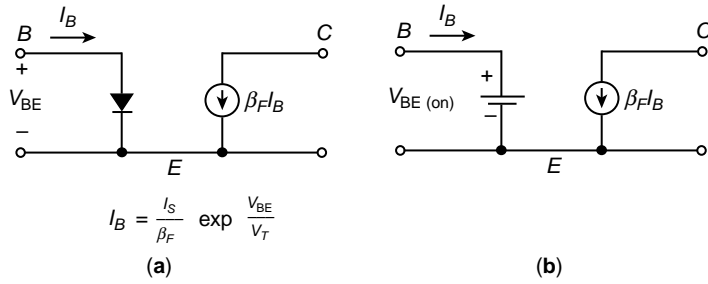 I_B
B
C
+
V_BE
β_F I_B
–
E
I_B = I_S / β_F exp V_BE / V_T
(a)
I_B
B
C
+
V_BE (on)
β_F I_B
–
E
(b)